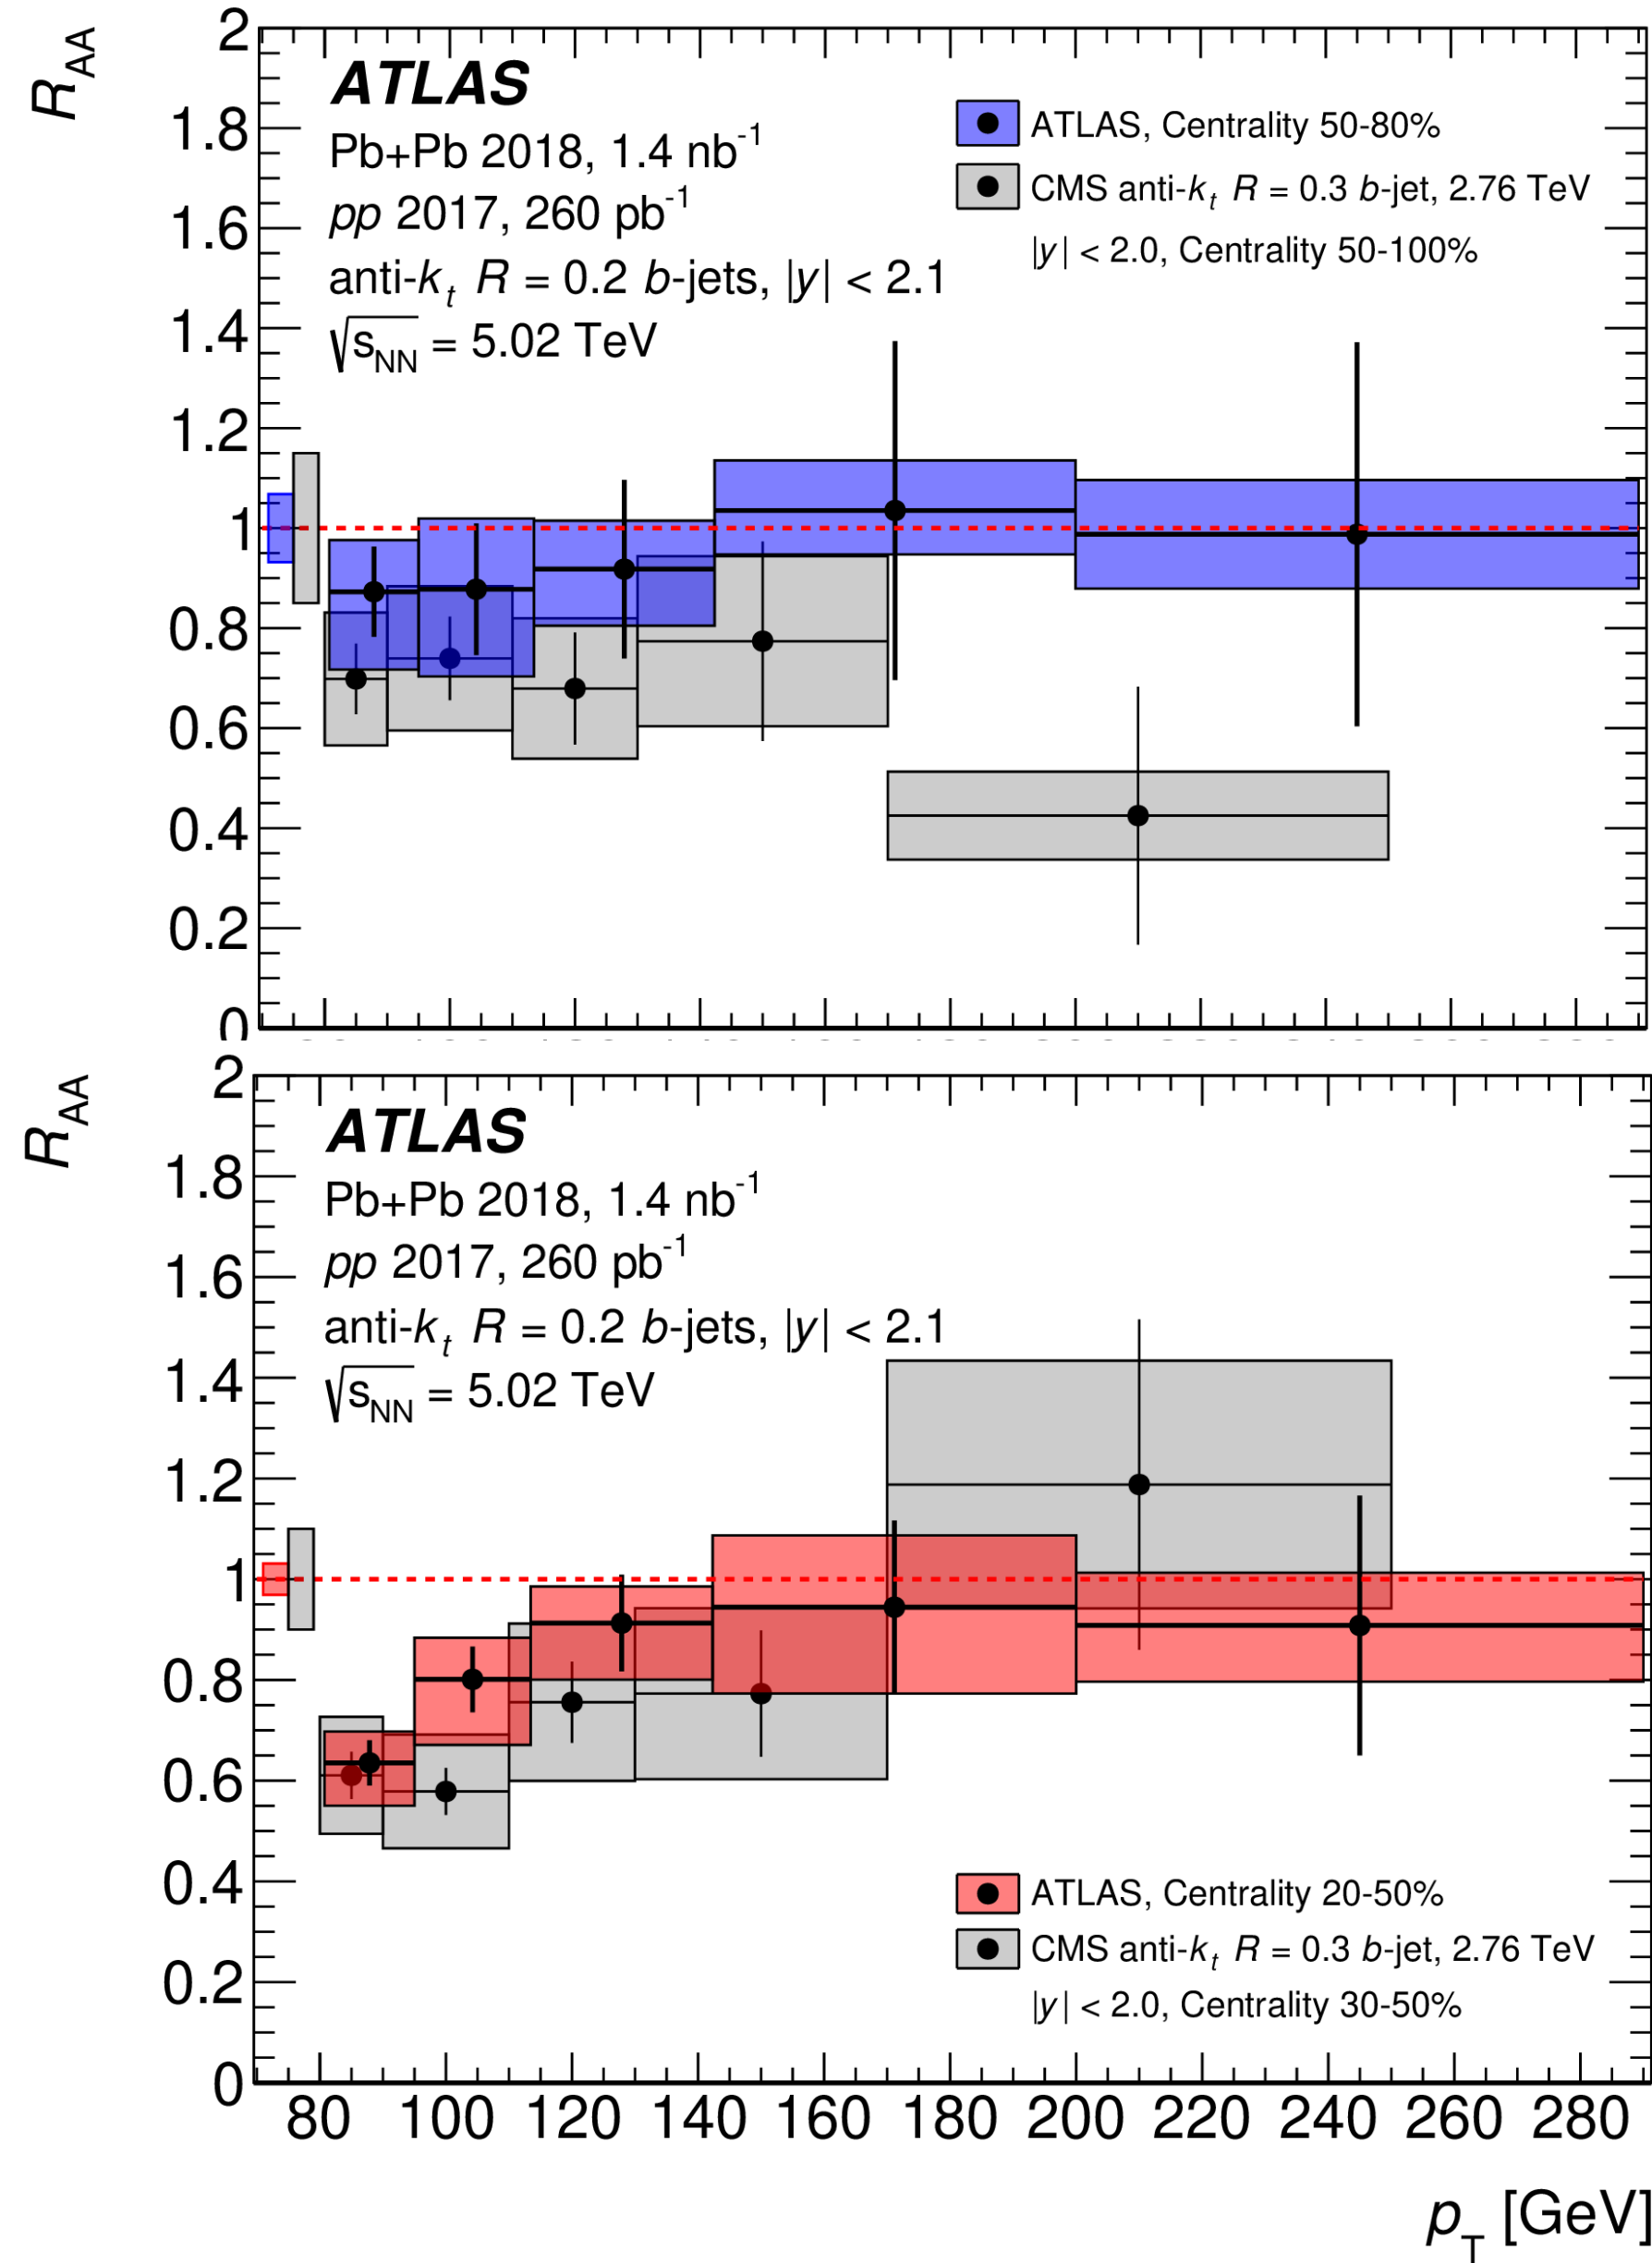 R_AA
2
1.8
1.6
1.4
1.2
1
0.8
0.6
0.4
0.2
0
ATLAS
Pb+Pb 2018, 1.4 nb⁻¹
pp 2017, 260 pb⁻¹
anti-k_t R = 0.2 b-jets, |y| < 2.1
√s_NN = 5.02 TeV
ATLAS, Centrality 50-80%
CMS anti-k_t R = 0.3 b-jet, 2.76 TeV
|y| < 2.0, Centrality 50-100%
R_AA
2
1.8
1.6
1.4
1.2
1
0.8
0.6
0.4
0.2
0
ATLAS
Pb+Pb 2018, 1.4 nb⁻¹
pp 2017, 260 pb⁻¹
anti-k_t R = 0.2 b-jets, |y| < 2.1
√s_NN = 5.02 TeV
ATLAS, Centrality 20-50%
CMS anti-k_t R = 0.3 b-jet, 2.76 TeV
|y| < 2.0, Centrality 30-50%
80 100 120 140 160 180 200 220 240 260 280
p_T [GeV]